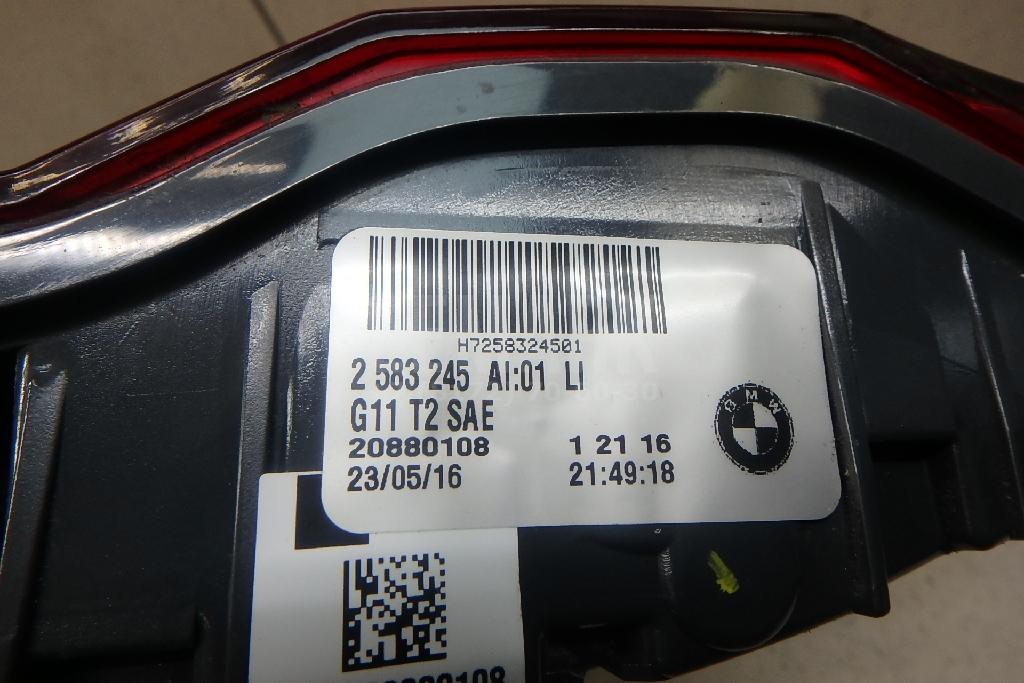 H7258324501
2 583 245 AI:01 LI
G11 T2 SAE
20880108 1 21 16
23/05/16 21:49:18
BMW